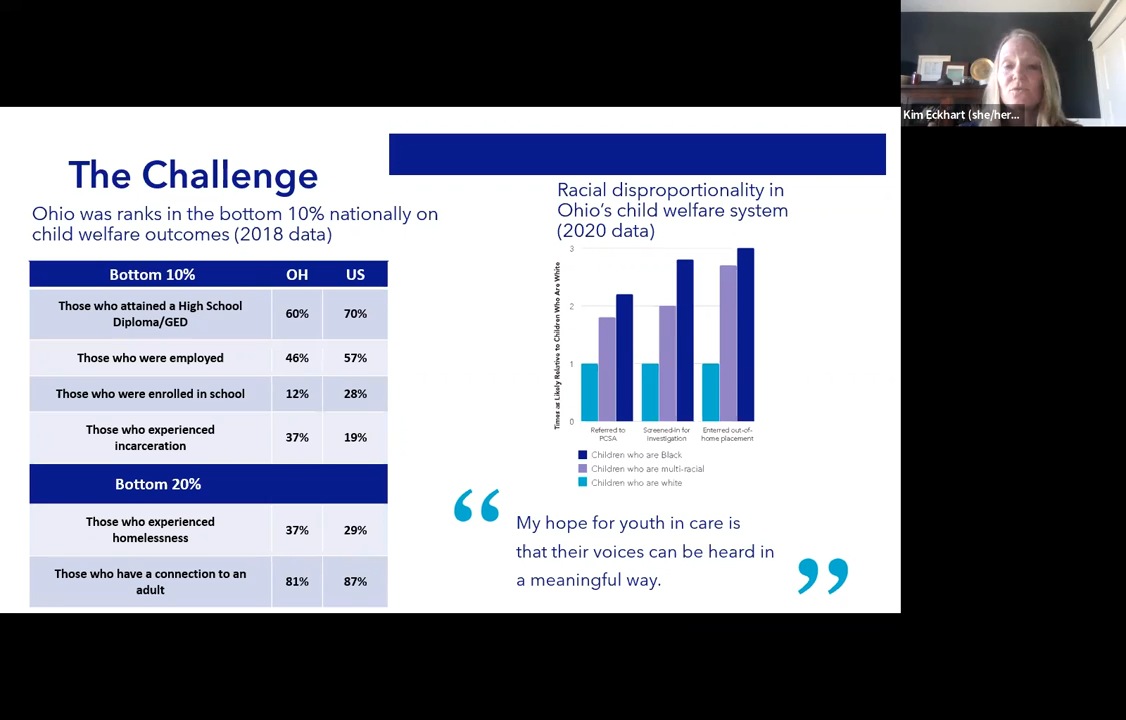 Kim Eckhart (she/her...
The Challenge
Ohio was ranks in the bottom 10% nationally on
child welfare outcomes (2018 data)
Bottom 10% OH US
Those who attained a High School
Diploma/GED
60% 70%
Those who were employed 46% 57%
Those who were enrolled in school 12% 28%
Those who experienced
incarceration
37% 19%
Bottom 20%
Those who experienced
homelessness
37% 29%
Those who have a connection to an
adult
81% 87%
Racial disproportionality in
Ohio's child welfare system
(2020 data)
Times as Likely Relative to Children Who Are White
3
2
1
0
Referred to
PCSA
Screened-in for
Investigation
Enterred out-of-
home placement
Children who are Black
Children who are multi-racial
Children who are white
“
My hope for youth in care is
that their voices can be heard in
a meaningful way.
”